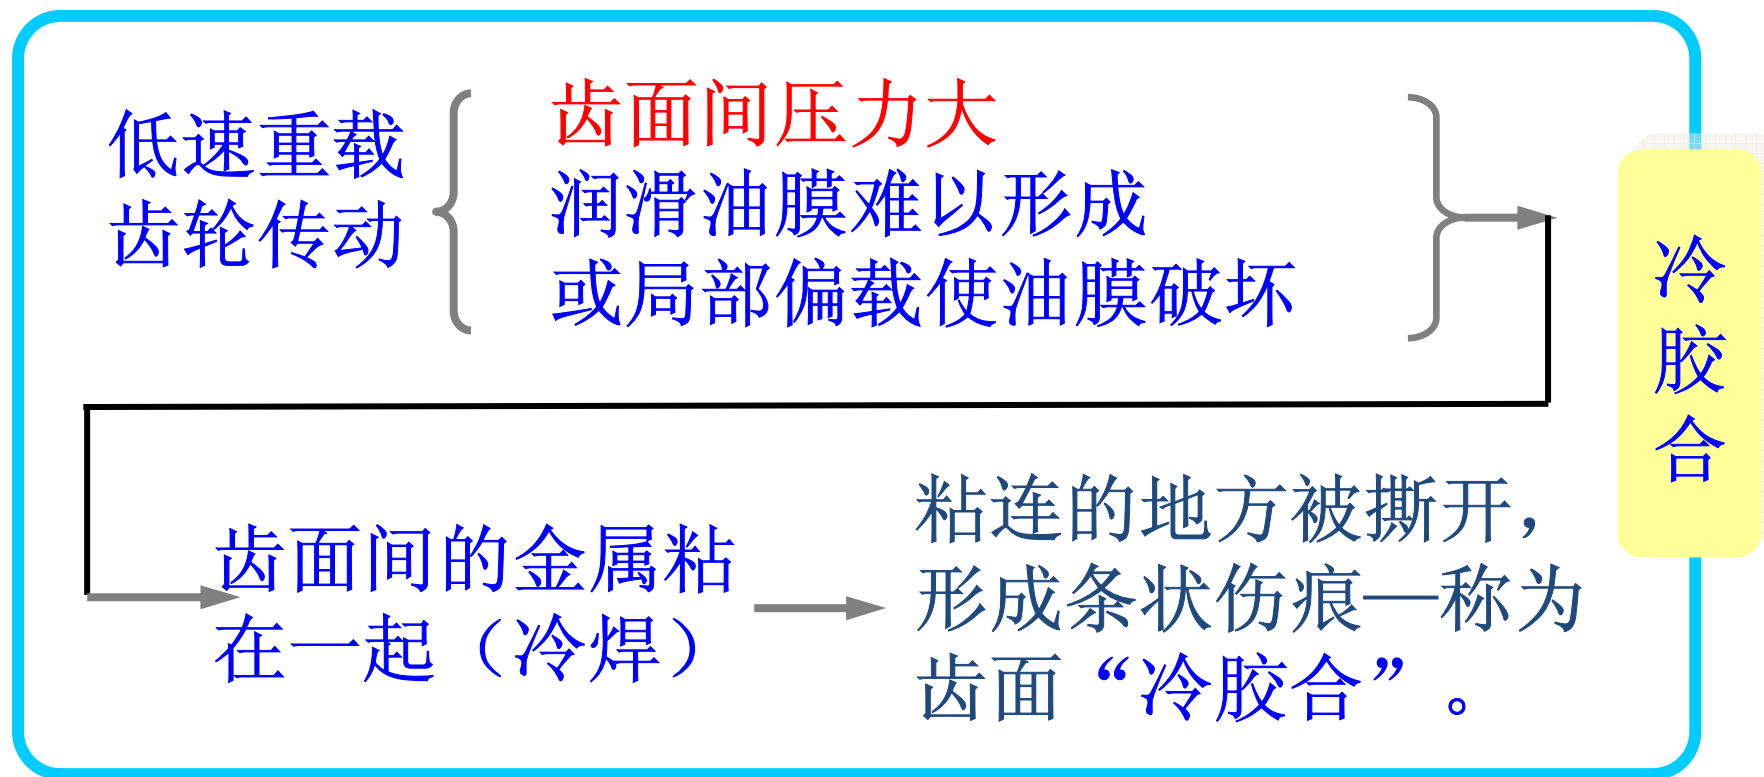 低速重载
齿轮传动
齿面间压力大
润滑油膜难以形成
或局部偏载使油膜破坏
冷
胶
合
齿面间的金属粘
在一起（冷焊）
粘连的地方被撕开，
形成条状伤痕—称为
齿面“冷胶合”。